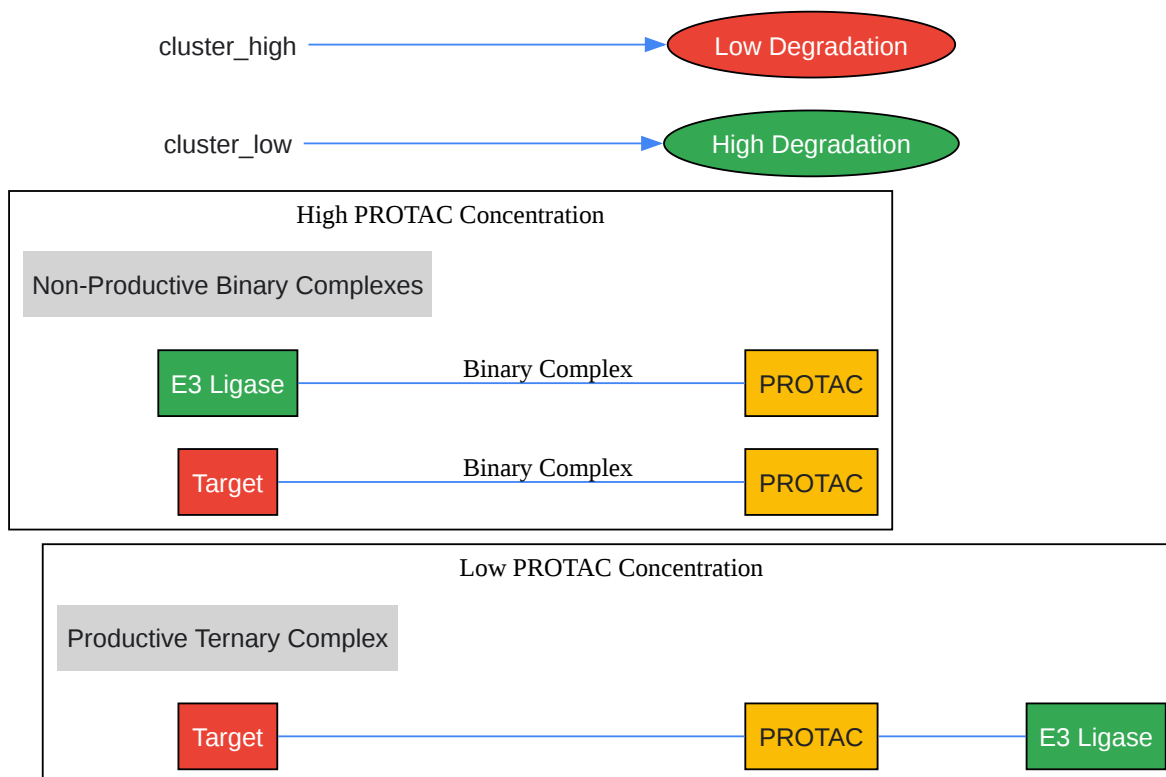 cluster_high
Low Degradation
cluster_low
High Degradation
High PROTAC Concentration
Non-Productive Binary Complexes
E3 Ligase
Binary Complex
PROTAC
Target
Binary Complex
PROTAC
Low PROTAC Concentration
Productive Ternary Complex
Target
PROTAC
E3 Ligase